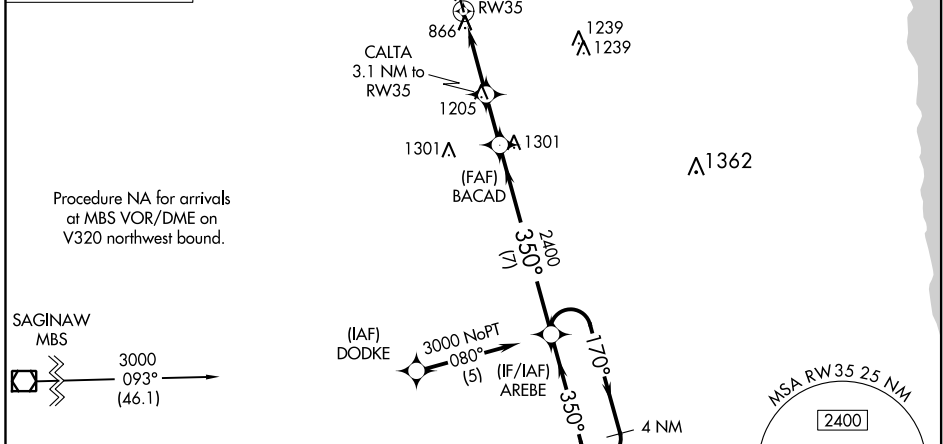 RW35
866
1239
1239
CALTA
3.1 NM to
RW35
1205
1301
1301
(FAF)
BACAD
1362
Procedure NA for arrivals
at MBS VOR/DME on
V320 northwest bound.
2400
350°
(7)
SAGINAW
MBS
3000
093°
(46.1)
(IAF)
DODKE
3000 NoPT
080°
(5)
(IF/IAF)
AREBE
170°
350°
4 NM
MSA RW35 25 NM
2400